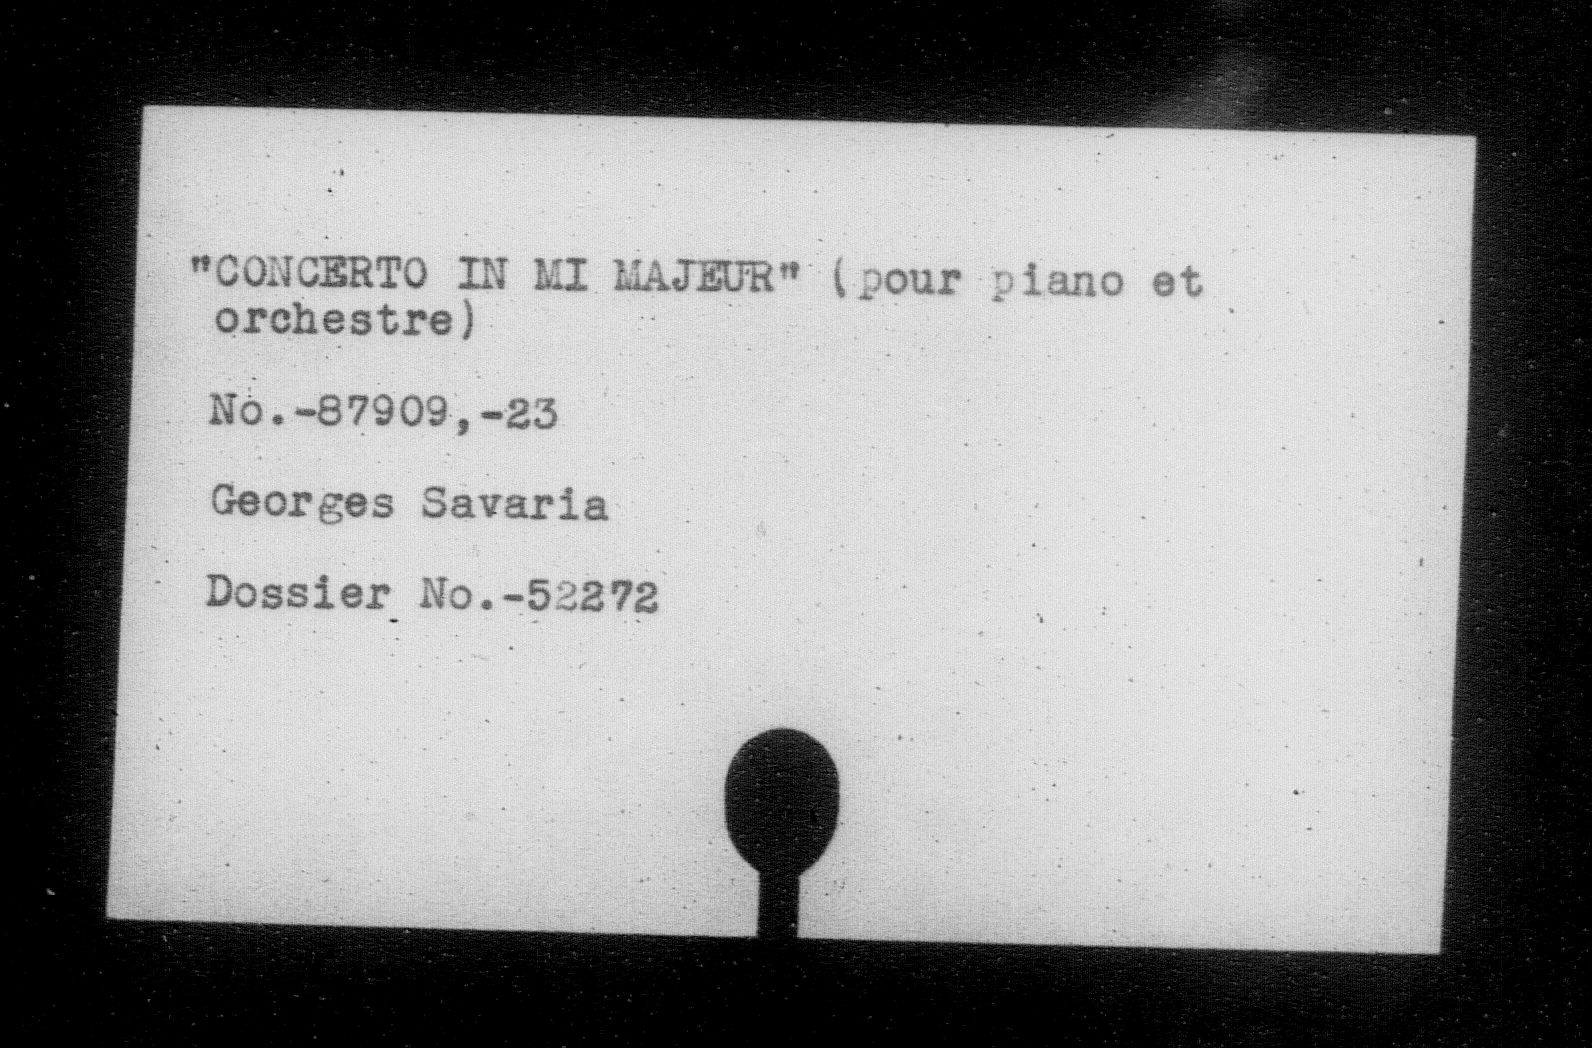 "CONCERTO IN MI MAJEUR" (pour piano et
orchestre)
No.-87909,-23
Georges Savaria
Dossier No.-52272